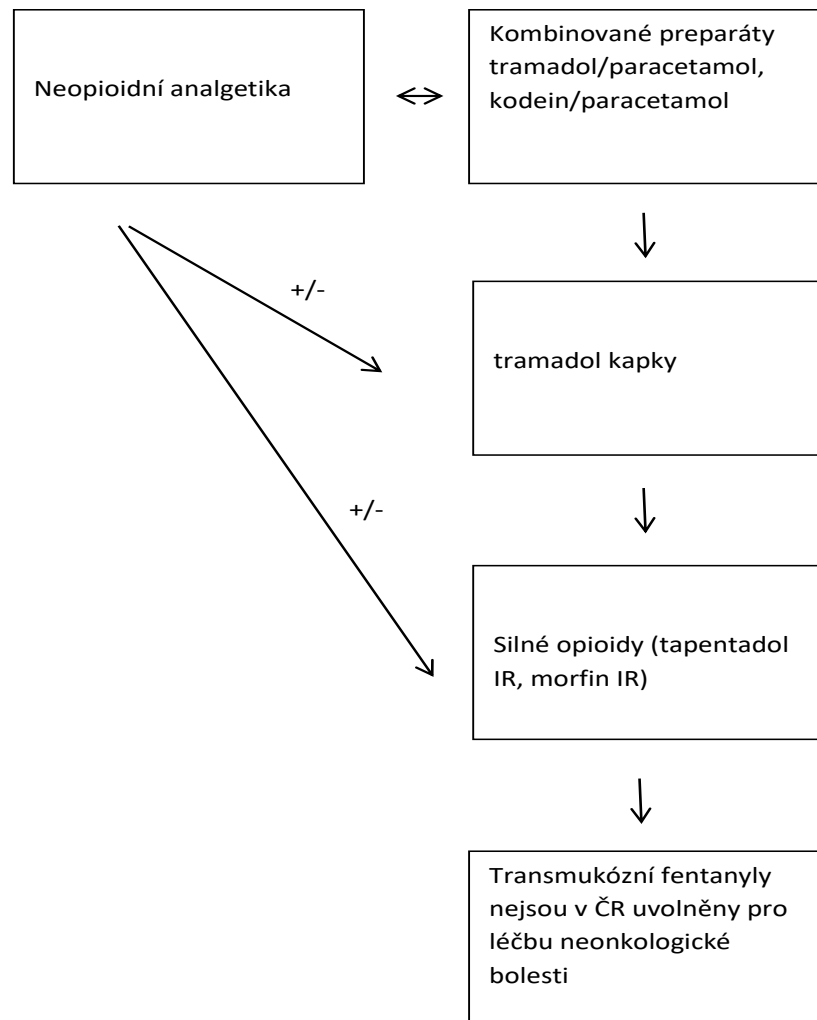 Neopioidní analgetika
Kombinované preparáty
tramadol/paracetamol,
kodein/paracetamol
+/-
tramadol kapky
+/-
Silné opioidy (tapentadol
IR, morfin IR)
Transmukózní fentanyly
nejsou v ČR uvolněny pro
léčbu neonkologické
bolesti